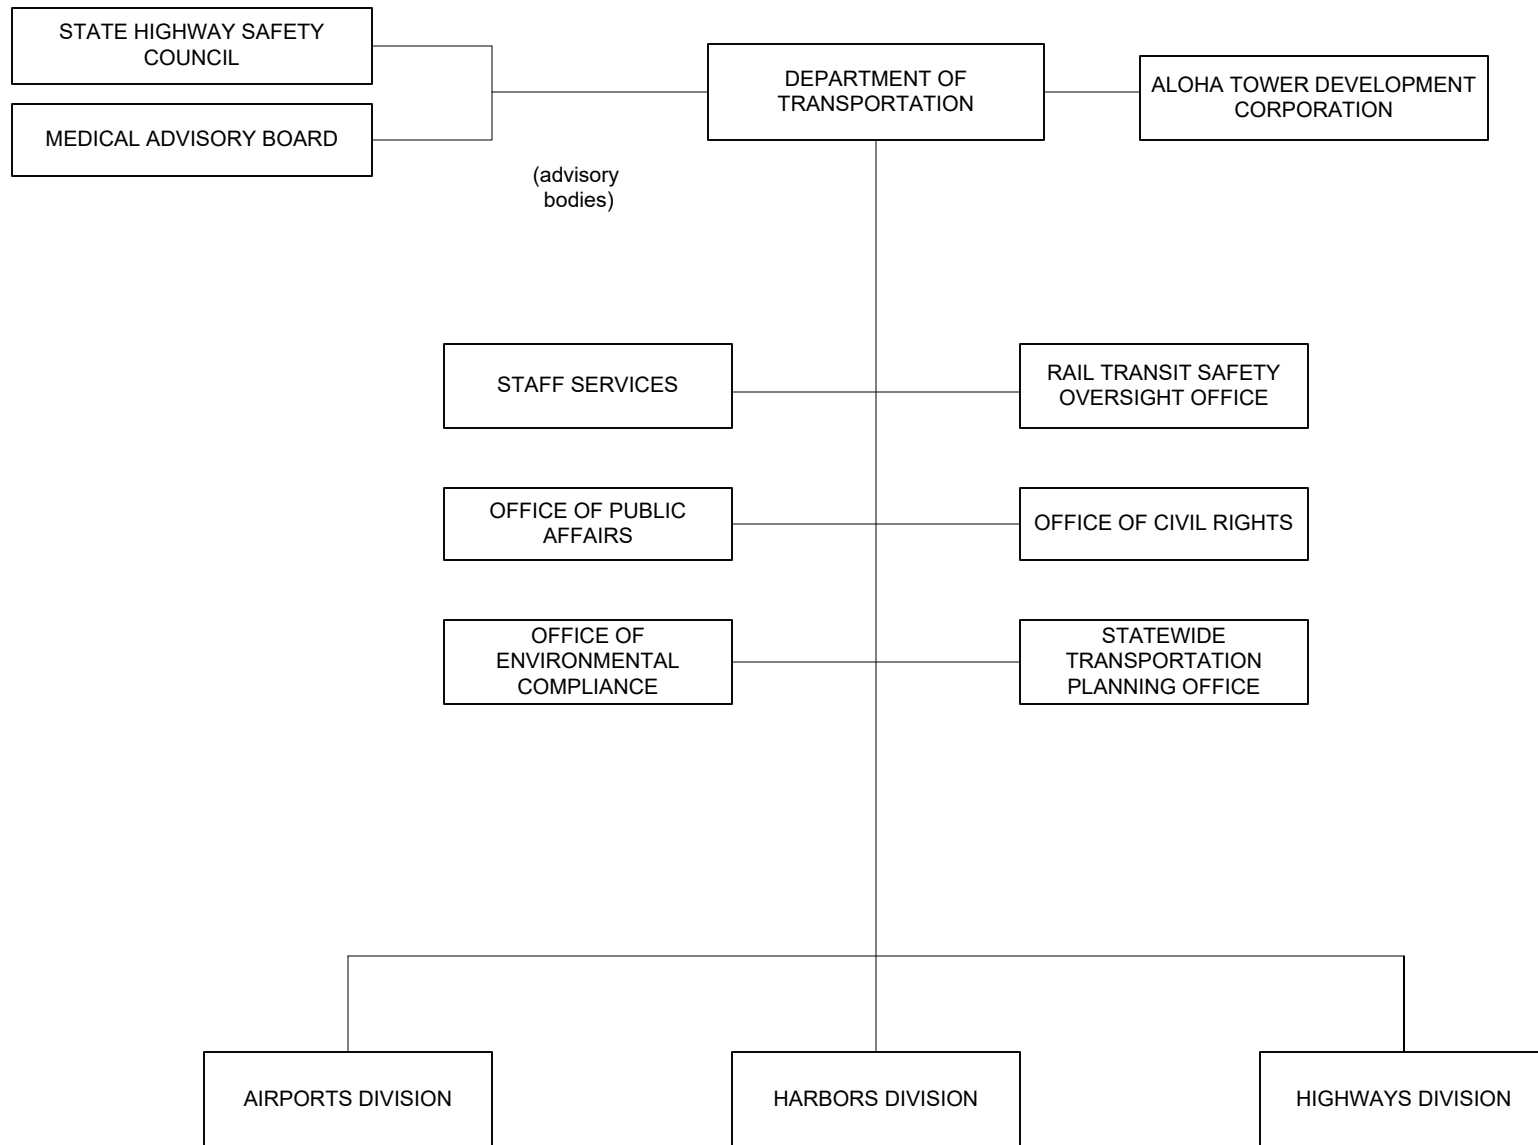 STATE HIGHWAY SAFETY
COUNCIL
MEDICAL ADVISORY BOARD
(advisory
bodies)
DEPARTMENT OF
TRANSPORTATION
ALOHA TOWER DEVELOPMENT
CORPORATION
STAFF SERVICES
RAIL TRANSIT SAFETY
OVERSIGHT OFFICE
OFFICE OF PUBLIC
AFFAIRS
OFFICE OF CIVIL RIGHTS
OFFICE OF
ENVIRONMENTAL
COMPLIANCE
STATEWIDE
TRANSPORTATION
PLANNING OFFICE
AIRPORTS DIVISION
HARBORS DIVISION
HIGHWAYS DIVISION